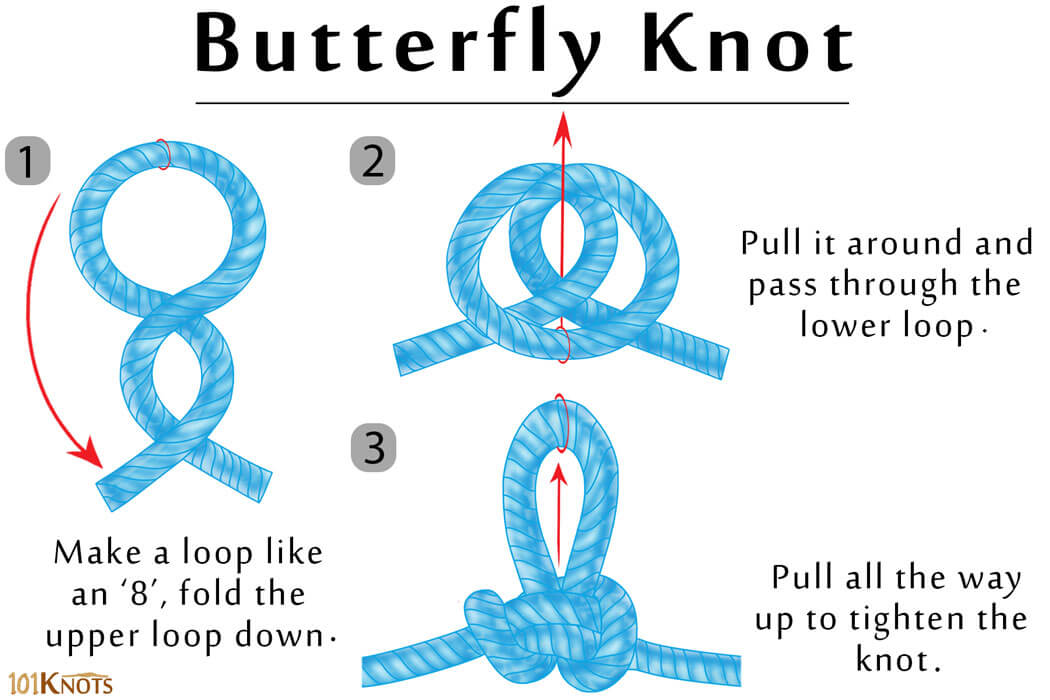 Butterfly Knot
1
Make a loop like
an ‘8’, fold the
upper loop down.
2
Pull it around and
pass through the
lower loop.
3
Pull all the way
up to tighten the
knot.
101KNOTS